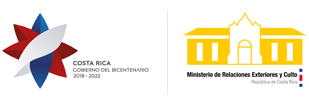 COSTA RICA
GOBIERNO DEL BICENTENARIO
2018 - 2022
Ministerio de Relaciones Exteriores y Culto
República de Costa Rica